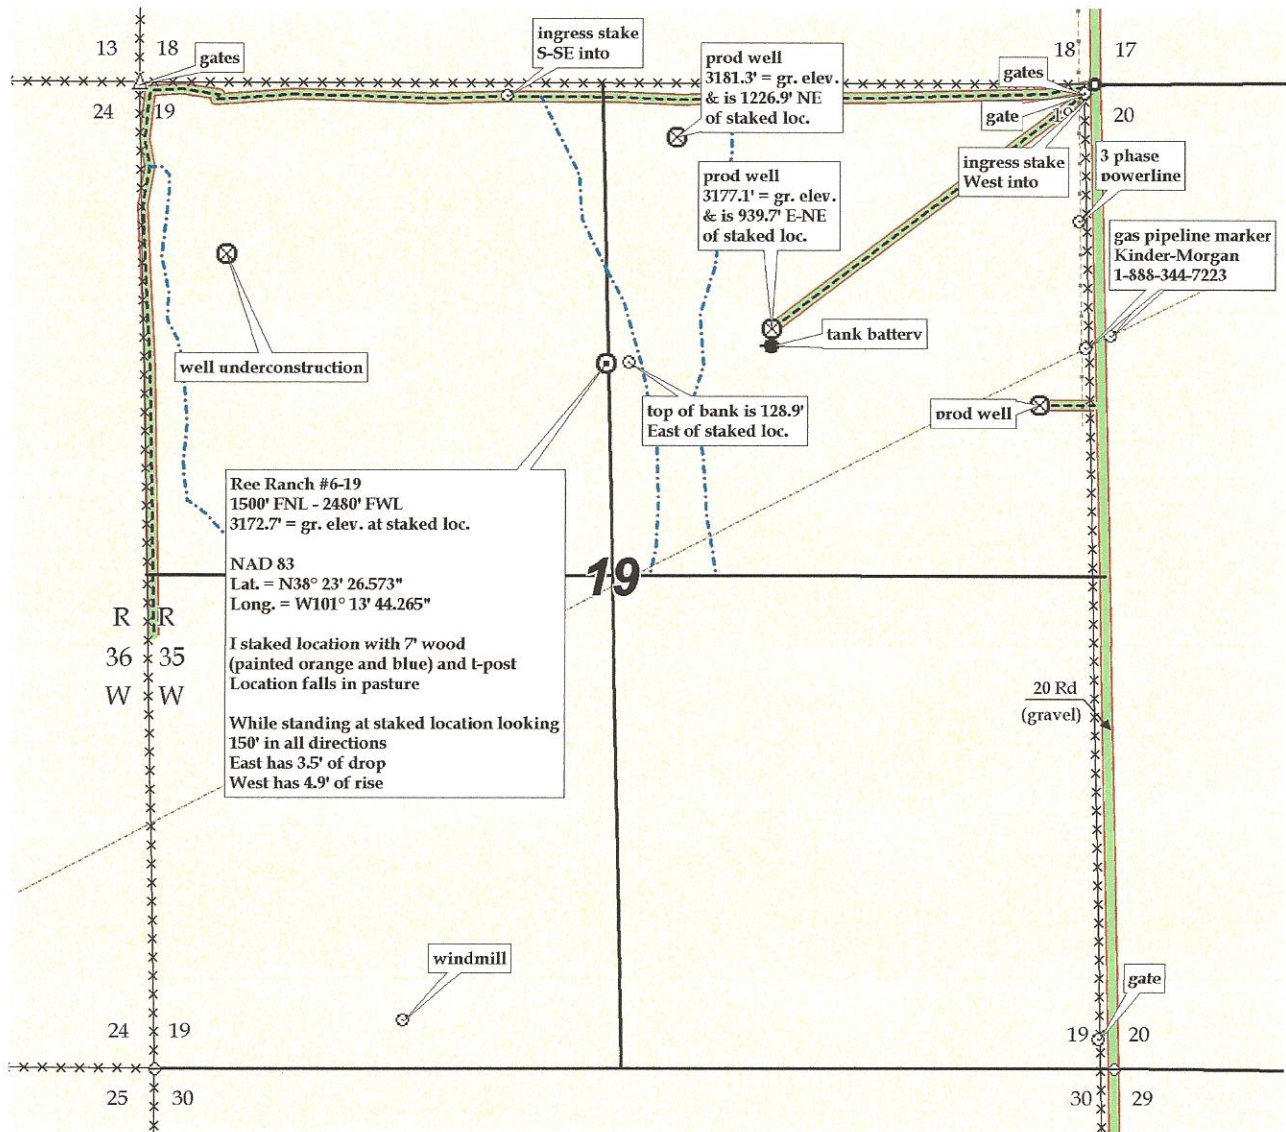 13
18
gates
24
19
ingress stake
S-SE into
prod well
3181.3' = gr. elev.
& is 1226.9' NE
of staked loc.
18
17
gates
gate
19
20
ingress stake
West into
3 phase
powerline
prod well
3177.1' = gr. elev.
& is 939.7' E-NE
of staked loc.
gas pipeline marker
Kinder-Morgan
1-888-344-7223
well underconstruction
tank battery
top of bank is 128.9'
East of staked loc.
prod well
Ree Ranch #6-19
1500' FNL - 2480' FWL
3172.7' = gr. elev. at staked loc.
NAD 83
Lat. = N38° 23' 26.573"
Long. = W101° 13' 44.265"
I staked location with 7' wood
(painted orange and blue) and t-post
Location falls in pasture
While standing at staked location looking
150' in all directions
East has 3.5' of drop
West has 4.9' of rise
19
R
R
36
35
W
W
20 Rd
(gravel)
windmill
gate
24
19
25
30
19
20
30
29